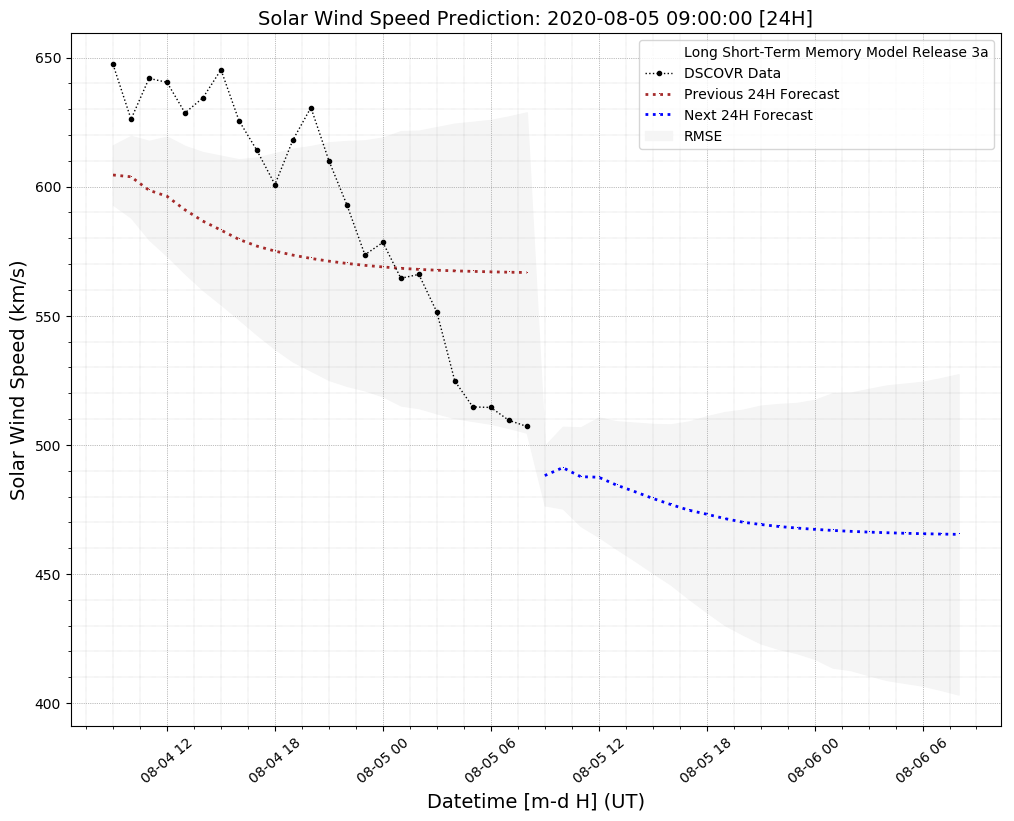 Solar Wind Speed Prediction: 2020-08-05 09:00:00 [24H]
Long Short-Term Memory Model Release 3a
DSCOVR Data
Previous 24H Forecast
Next 24H Forecast
RMSE
Solar Wind Speed (km/s)
650
600
550
500
450
400
08-04 12
08-04 18
08-05 00
08-05 06
08-05 12
08-05 18
08-06 00
08-06 06
Datetime [m-d H] (UT)